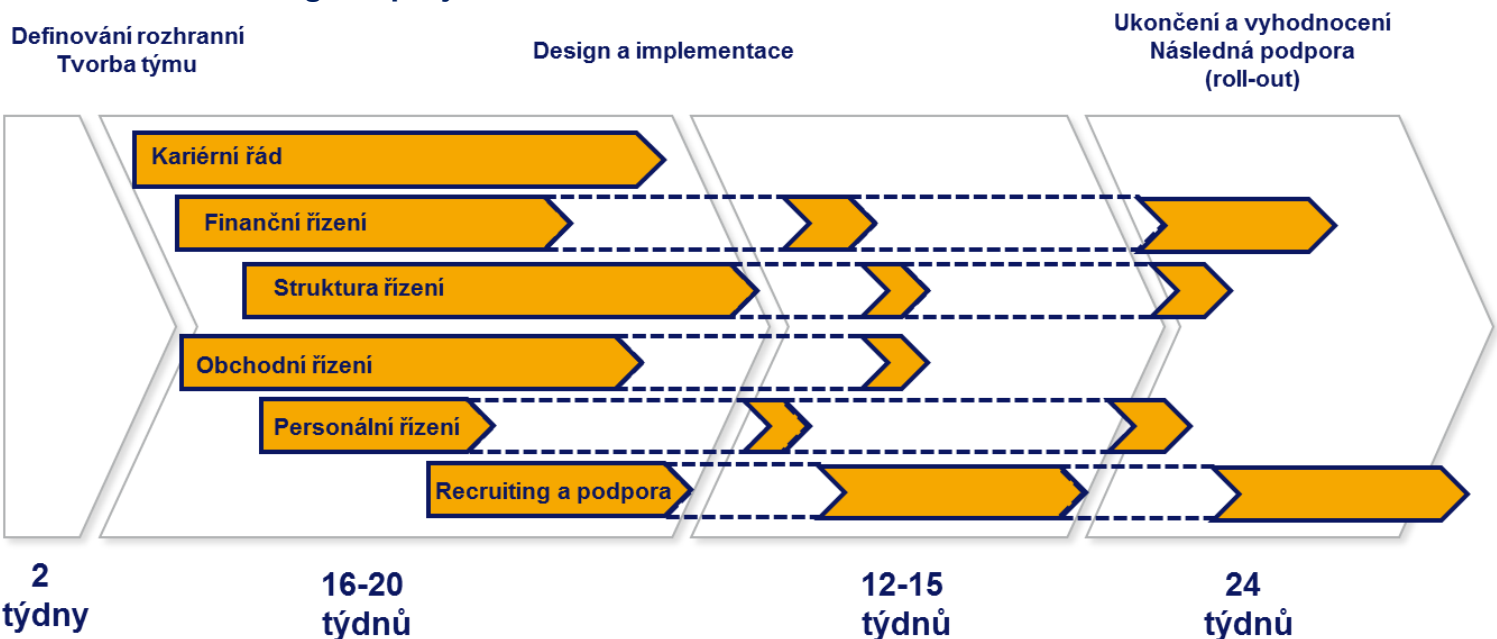 Definování rozhranní
Tvorba týmu
Design a implementace
Ukončení a vyhodnocení
Následná podpora
(roll-out)
Kariérní řád
Finanční řízení
Struktura řízení
Obchodní řízení
Personální řízení
Recruiting a podpora
2
týdny
16-20
týdnů
12-15
týdnů
24
týdnů